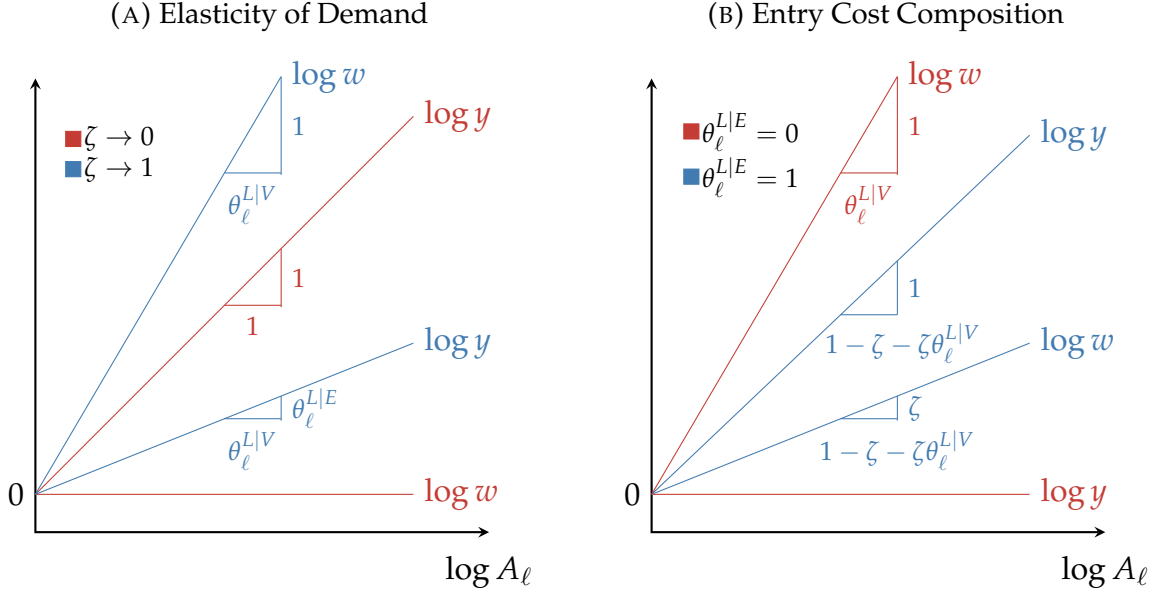 (A) Elasticity of Demand
log w
ζ → 0
ζ → 1
1
θ_ℓ^{L|V}
log y
1
1
log y
θ_ℓ^{L|E}
θ_ℓ^{L|V}
0
log w
log A_ℓ
(B) Entry Cost Composition
log w
θ_ℓ^{L|E} = 0
θ_ℓ^{L|E} = 1
1
θ_ℓ^{L|V}
log y
1
1 − ζ − ζθ_ℓ^{L|V}
log w
ζ
1 − ζ − ζθ_ℓ^{L|V}
0
log y
log A_ℓ